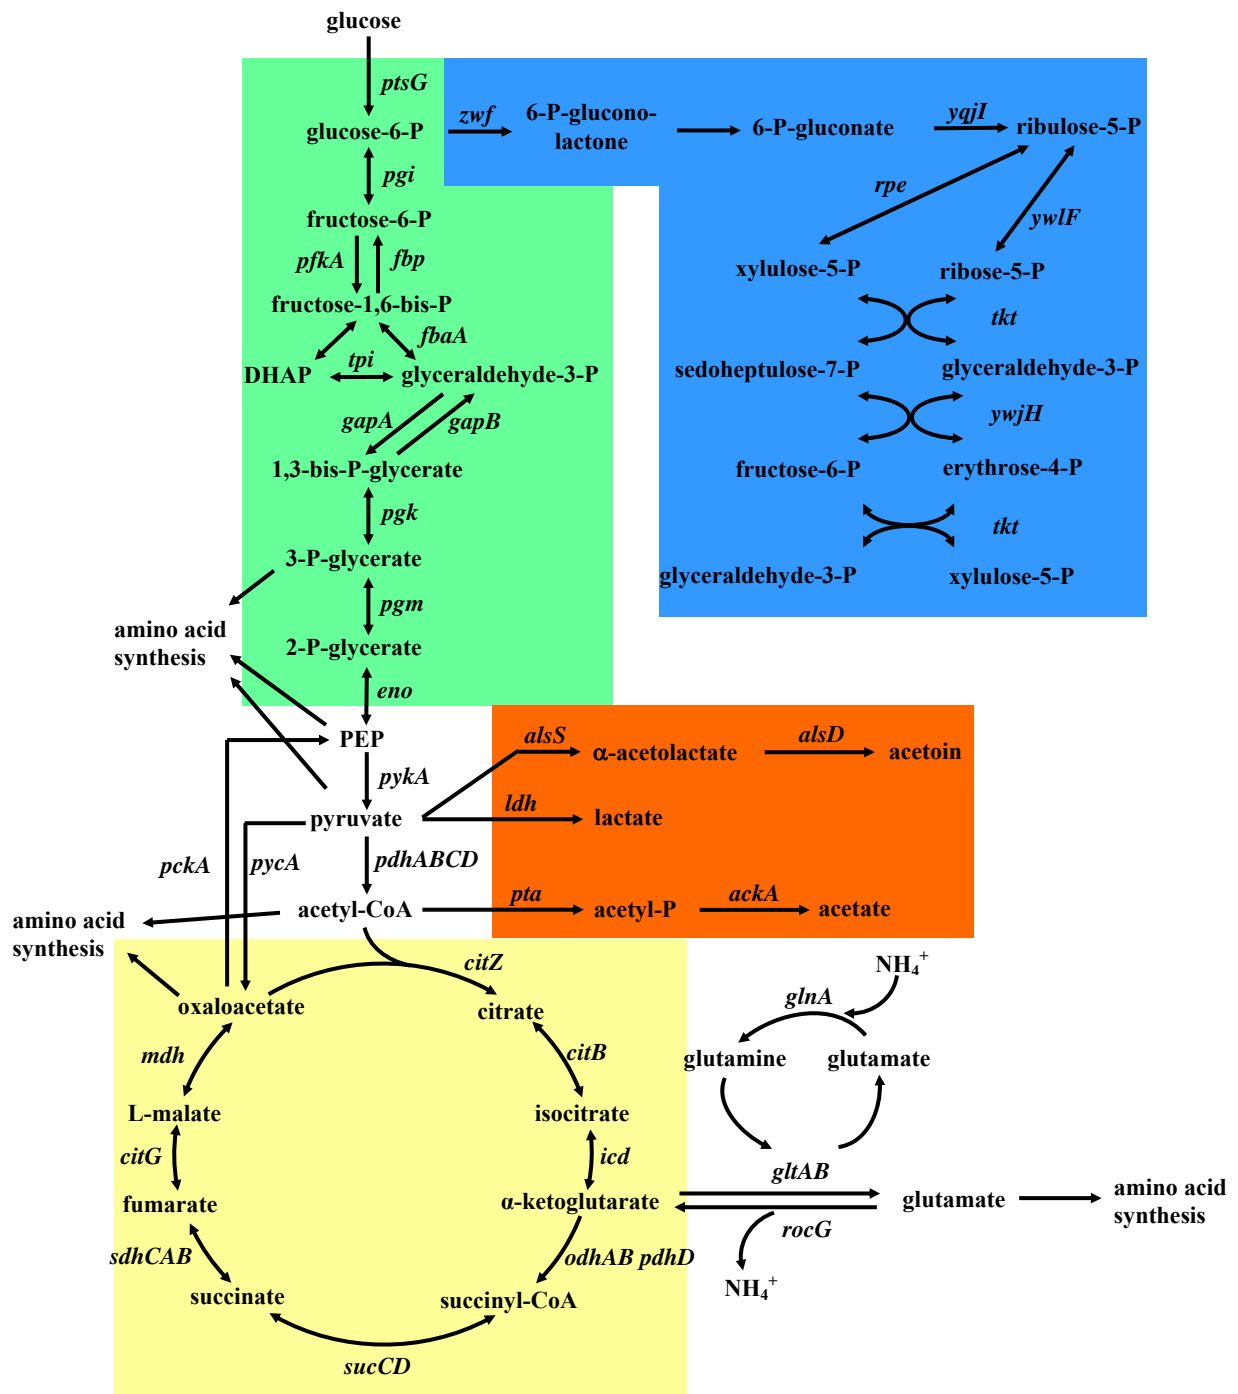 glucose
ptsG
glucose-6-P
zwf
6-P-glucono-
lactone
6-P-gluconate
yqjI
ribulose-5-P
pgi
rpe
ywlF
fructose-6-P
pfkA
fbp
xylulose-5-P
ribose-5-P
fructose-1,6-bis-P
tkt
fbaA
tpi
DHAP
glyceraldehyde-3-P
sedoheptulose-7-P
glyceraldehyde-3-P
gapA
gapB
ywjH
1,3-bis-P-glycerate
fructose-6-P
erythrose-4-P
pgk
tkt
3-P-glycerate
glyceraldehyde-3-P
xylulose-5-P
pgm
amino acid
synthesis
2-P-glycerate
eno
PEP
alsS
α-acetolactate
alsD
acetoin
pykA
pyruvate
ldh
lactate
pckA
pycA
pdhABCD
acetyl-CoA
pta
acetyl-P
ackA
acetate
amino acid
synthesis
citZ
NH4+
oxaloacetate
citrate
glnA
mdh
citB
glutamine
glutamate
L-malate
isocitrate
citG
icd
gltAB
fumarate
α-ketoglutarate
glutamate
amino acid
synthesis
rocG
sdhCAB
odhAB pdhD
NH4+
succinate
succinyl-CoA
sucCD